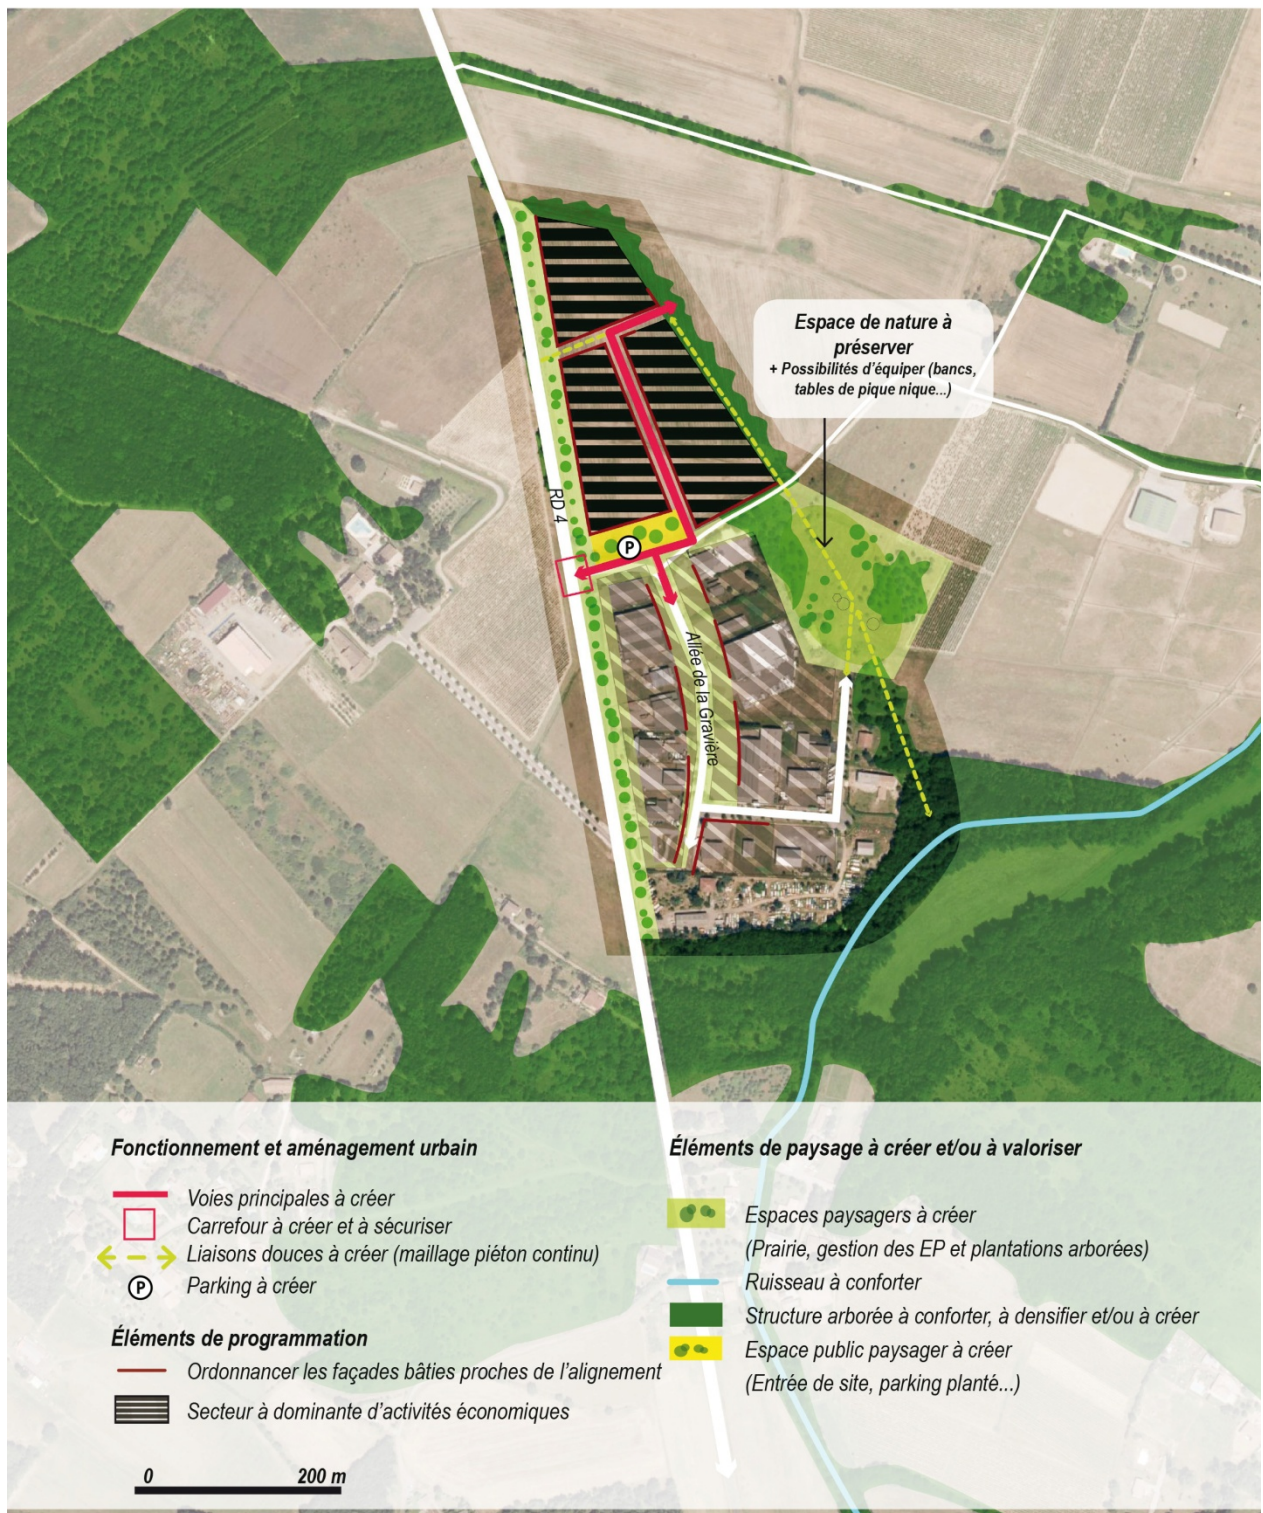 Espace de nature à
préserver
+ Possibilités d'équiper (bancs,
tables de pique nique...)
RD 4
P
Allée de la Gravière
Fonctionnement et aménagement urbain
Voies principales à créer
Carrefour à créer et à sécuriser
Liaisons douces à créer (maillage piéton continu)
P
Parking à créer
Éléments de programmation
Ordonnancer les façades bâties proches de l'alignement
Secteur à dominante d'activités économiques
0 200 m
Éléments de paysage à créer et/ou à valoriser
Espaces paysagers à créer
(Prairie, gestion des EP et plantations arborées)
Ruisseau à conforter
Structure arborée à conforter, à densifier et/ou à créer
Espace public paysager à créer
(Entrée de site, parking planté...)